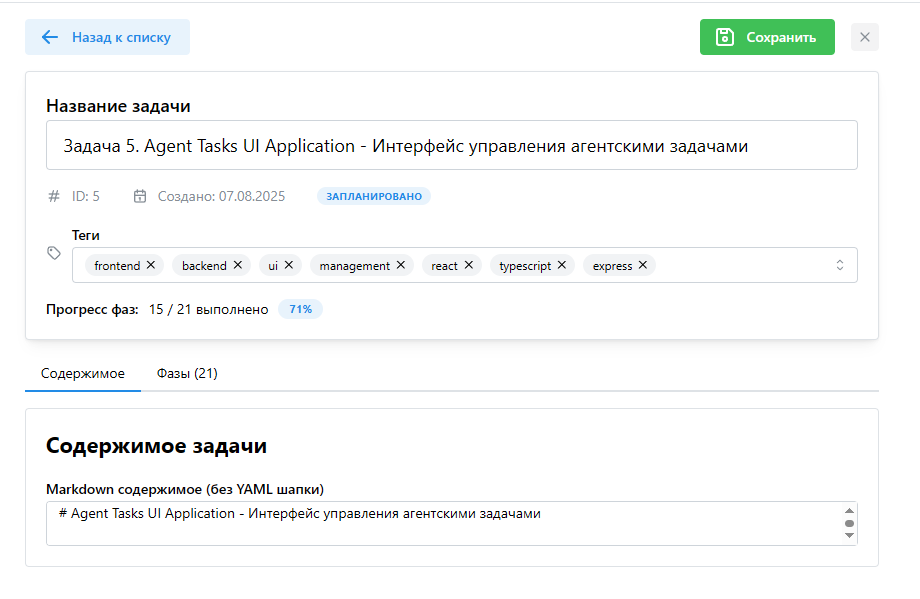 Назад к списку
Сохранить
Название задачи
Задача 5. Agent Tasks UI Application - Интерфейс управления агентскими задачами
ID: 5 Создано: 07.08.2025 ЗАПЛАНИРОВАНО
Теги
frontend backend ui management react typescript express
Прогресс фаз: 15 / 21 выполнено 71%
Содержимое Фазы (21)
Содержимое задачи
Markdown содержимое (без YAML шапки)
# Agent Tasks UI Application - Интерфейс управления агентскими задачами